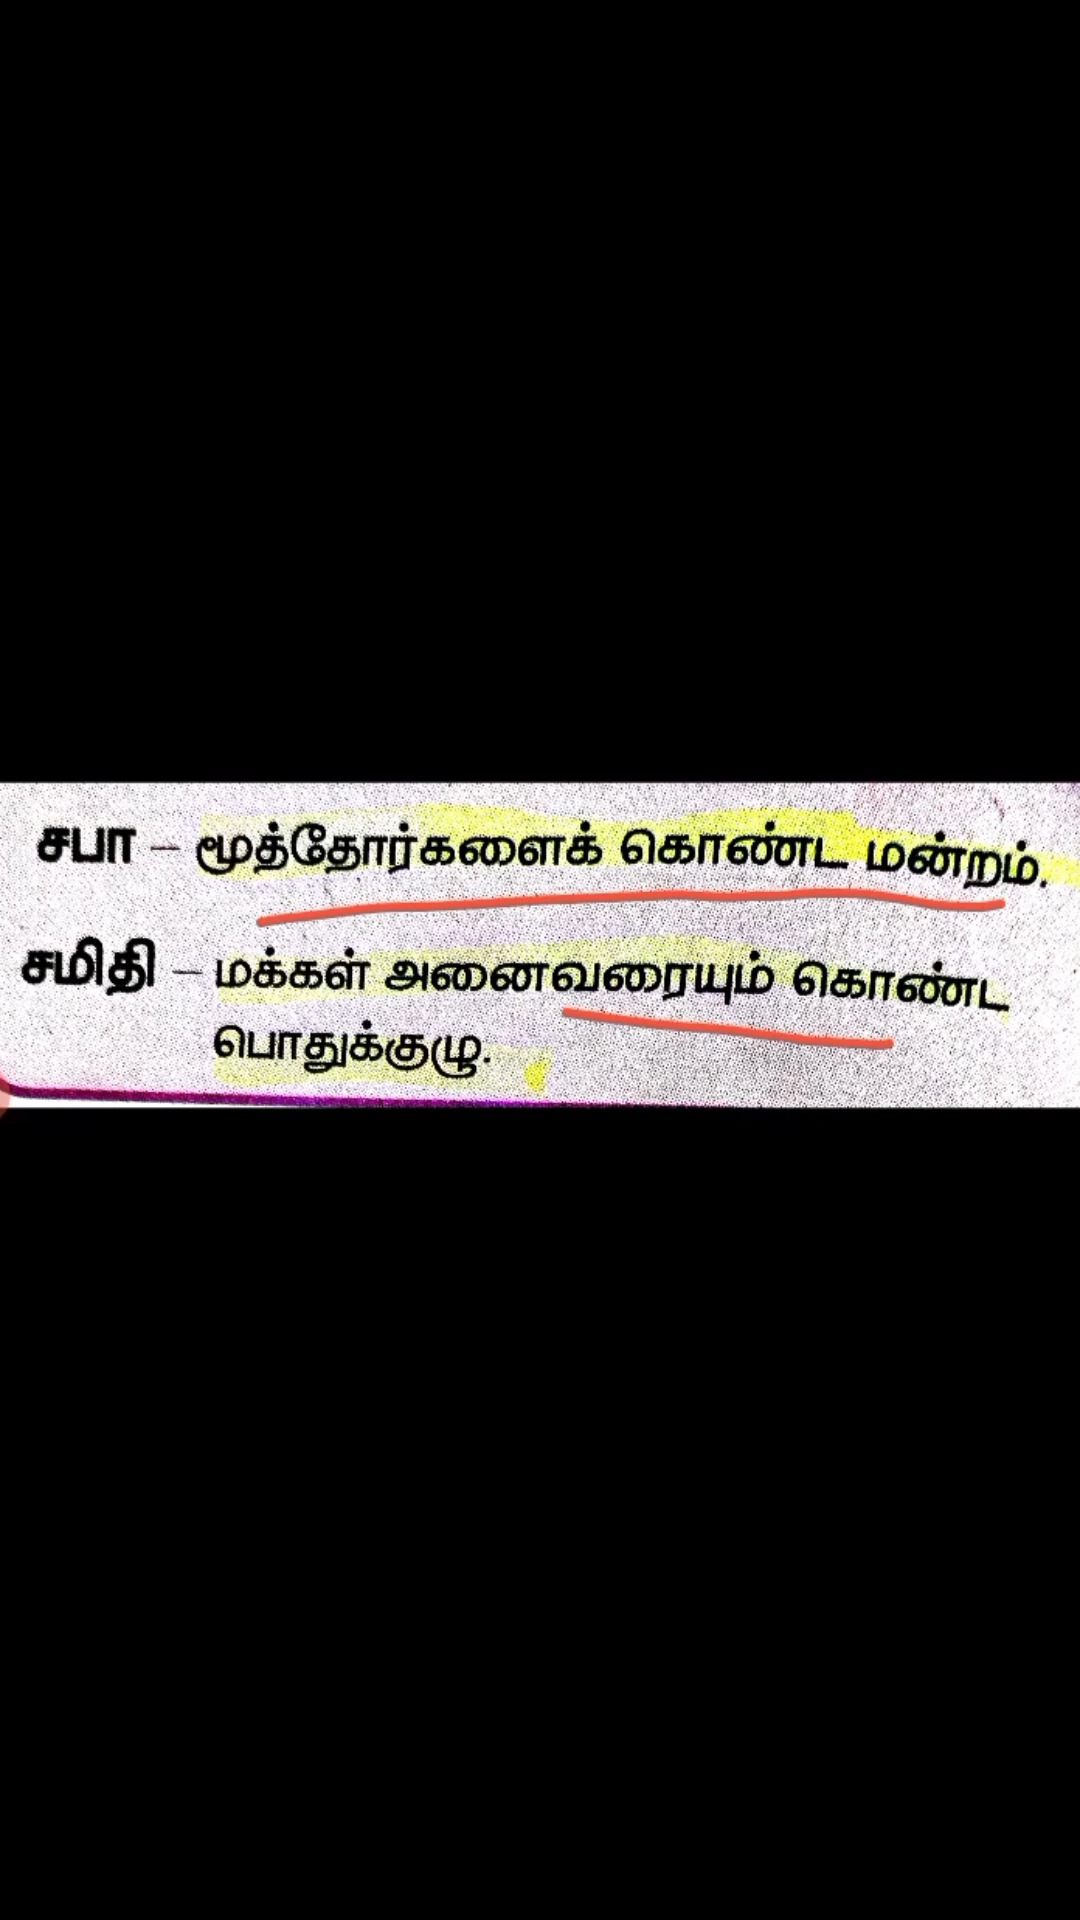 சபா – மூத்தோர்களைக் கொண்ட மன்றம்.
சமிதி – மக்கள் அனைவரையும் கொண்ட
பொதுக்குழு.